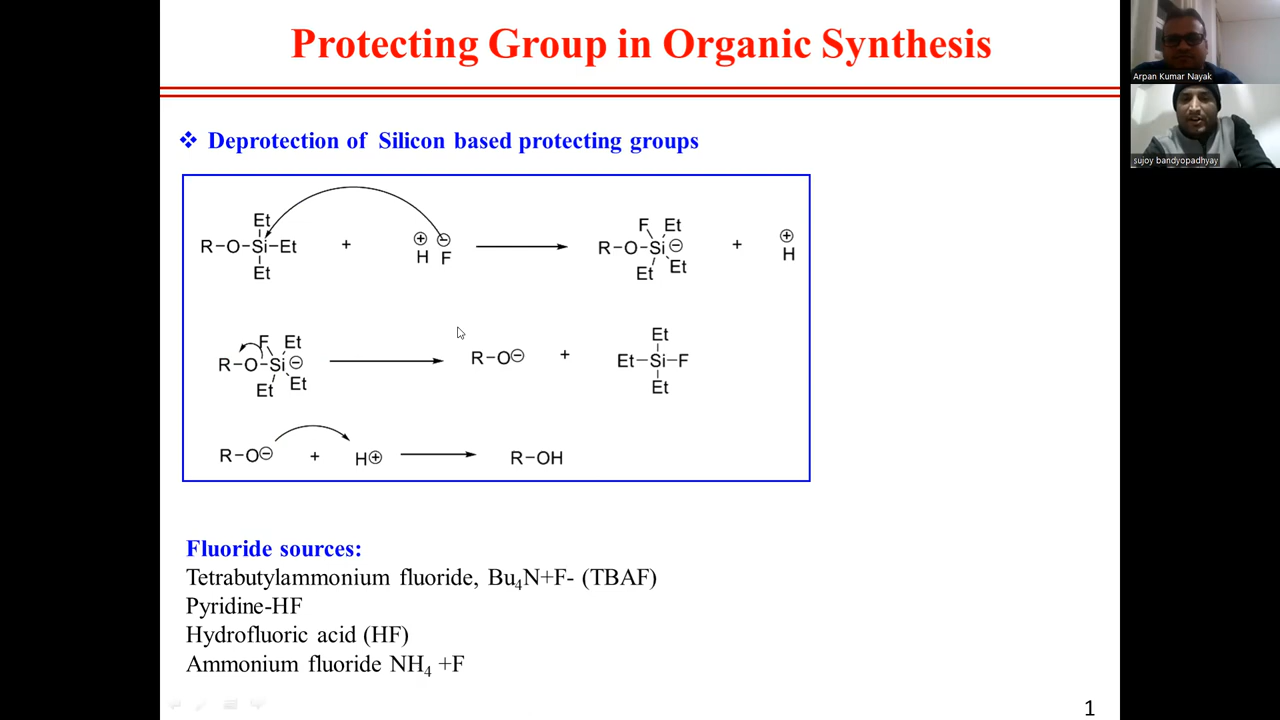 Protecting Group in Organic Synthesis
Arpan Kumar Nayak
sujoy bandyopadhyay
❖ Deprotection of Silicon based protecting groups
Et
R-O-Si-Et
Et
+
⊕ ⊖
H F
F Et
R-O-Si⊖
Et Et
+
⊕
H
F Et
R-O-Si⊖
Et Et
R-O⊖
+
Et
Et-Si-F
Et
R-O⊖ + H⊕ R-OH
Fluoride sources:
Tetrabutylammonium fluoride, Bu₄N+F- (TBAF)
Pyridine-HF
Hydrofluoric acid (HF)
Ammonium fluoride NH₄ +F
1